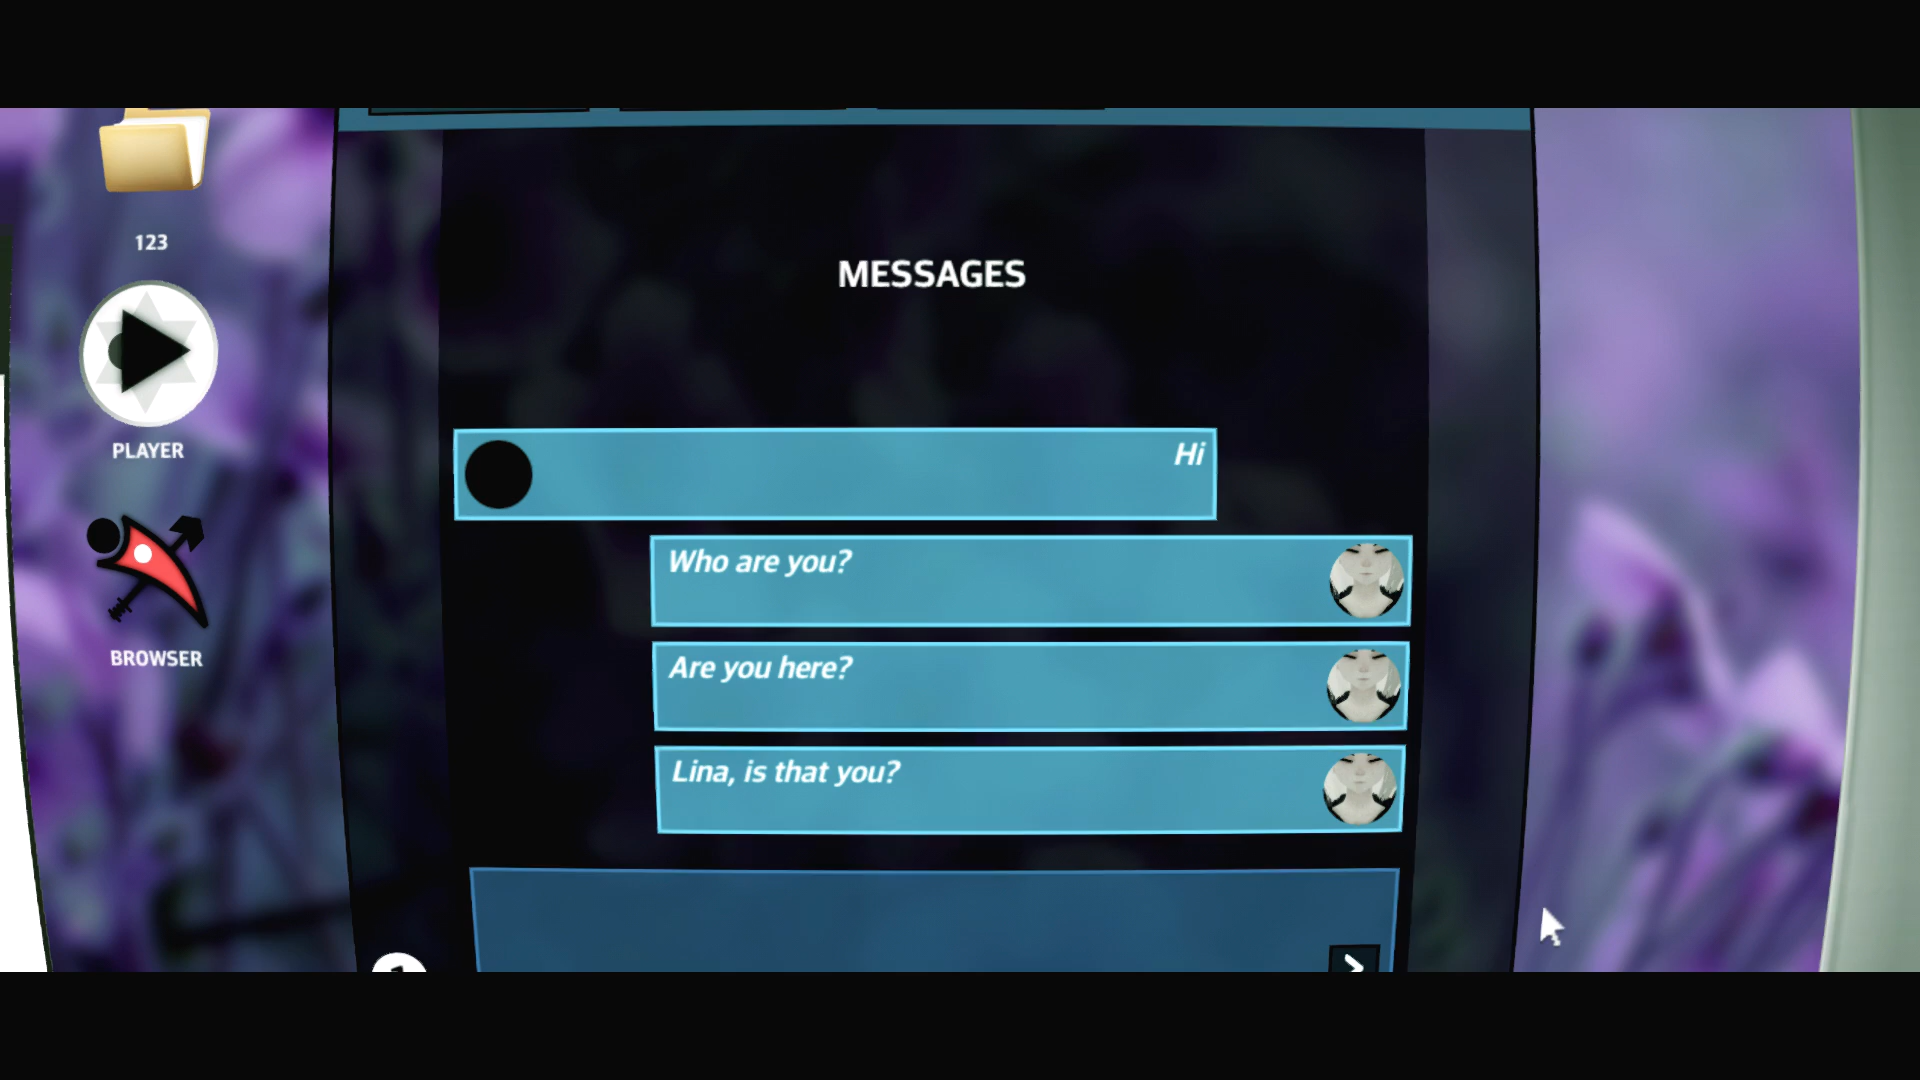 123
PLAYER
BROWSER
MESSAGES
Hi
Who are you?
Are you here?
Lina, is that you?